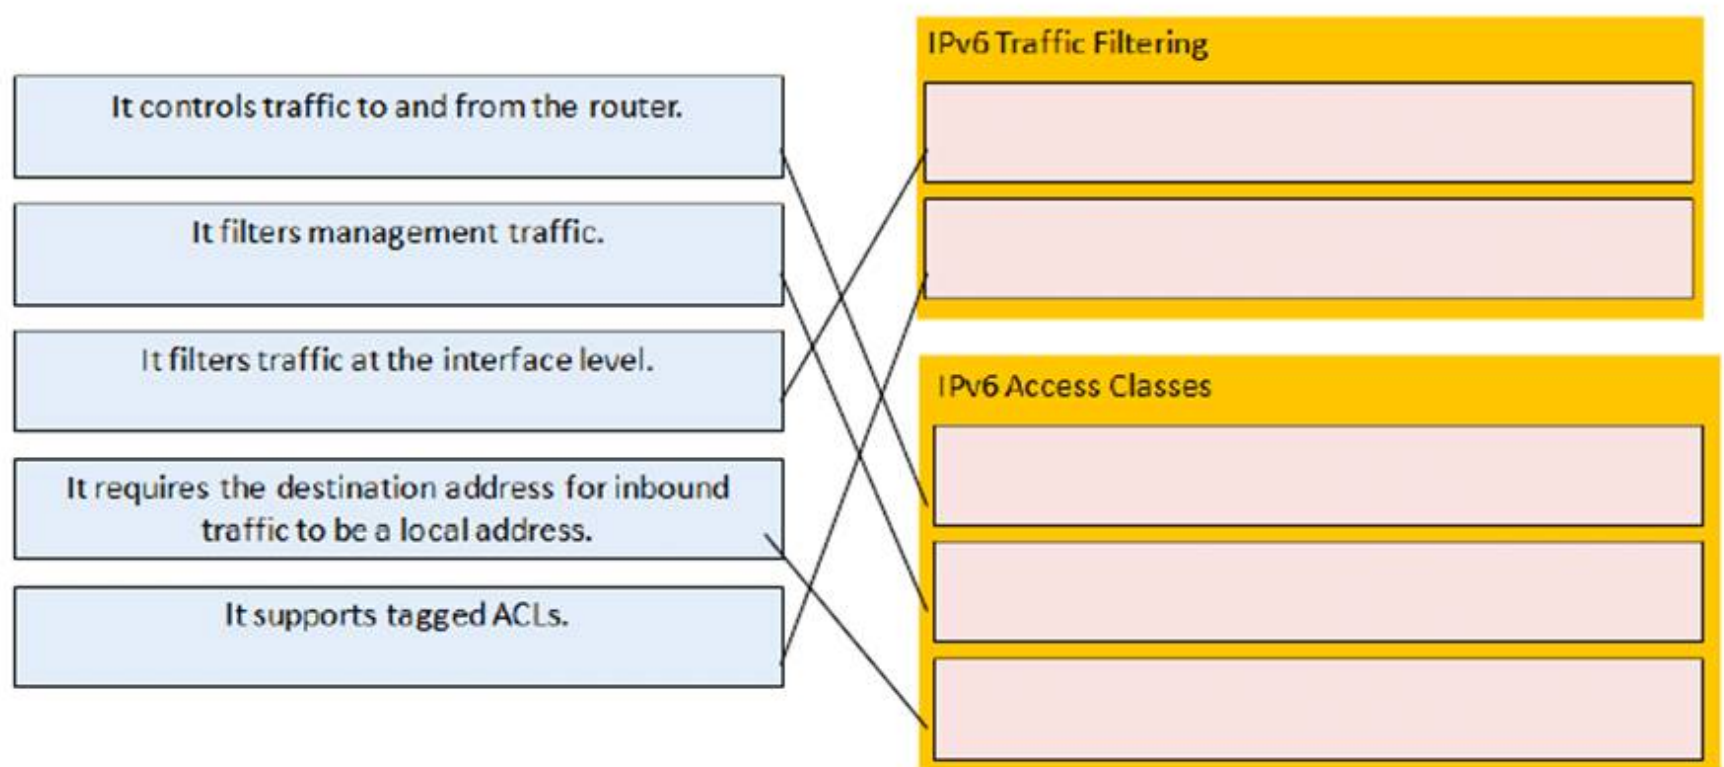 It controls traffic to and from the router.
It filters management traffic.
It filters traffic at the interface level.
It requires the destination address for inbound
traffic to be a local address.
It supports tagged ACLs.
IPv6 Traffic Filtering
IPv6 Access Classes